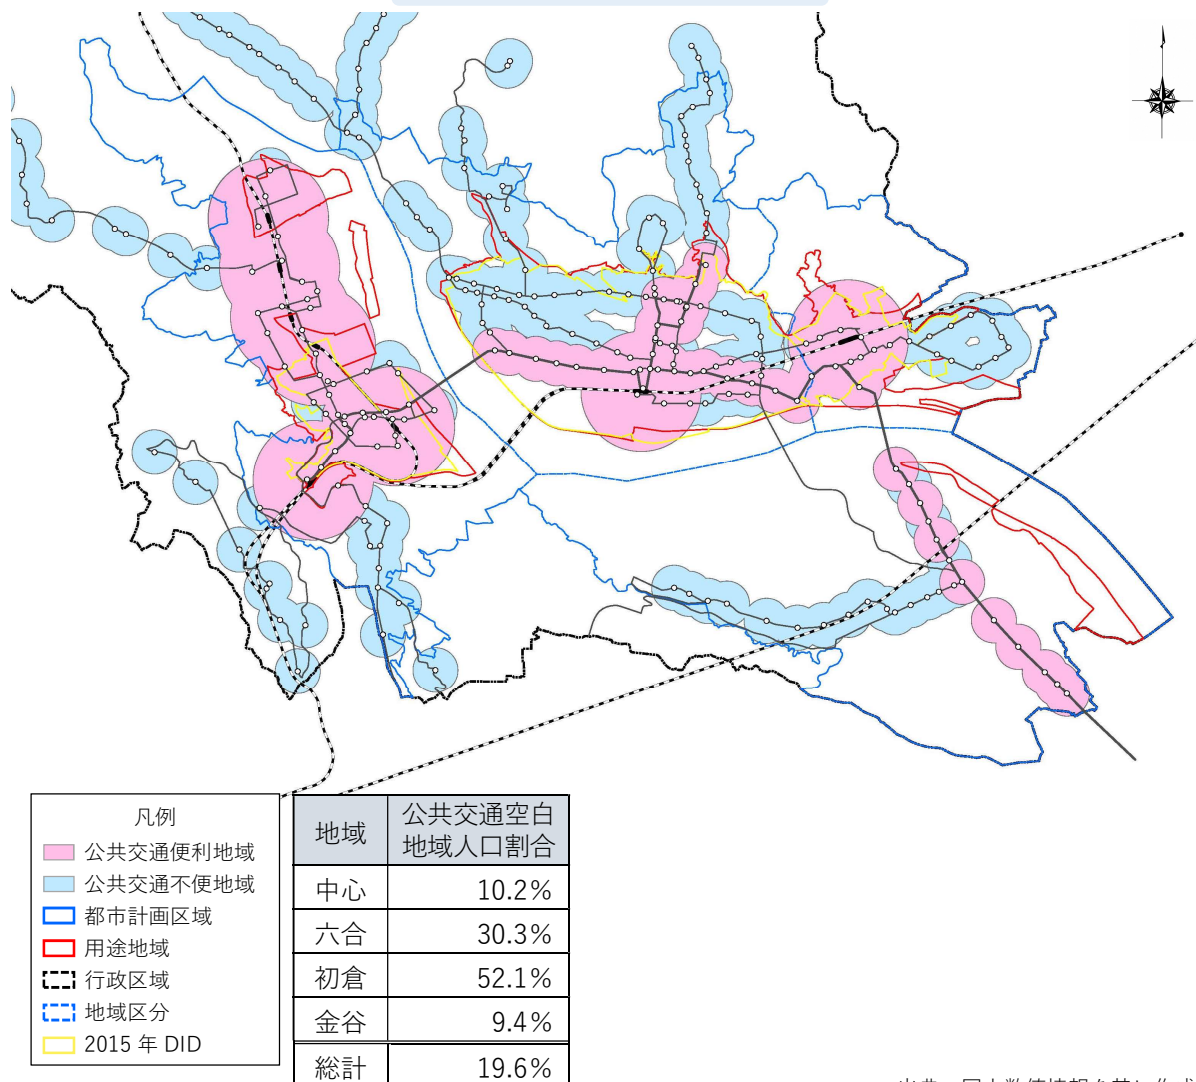 凡例
公共交通便利地域
公共交通不便地域
都市計画区域
用途地域
行政区域
地域区分
2015 年 DID
地域 公共交通空白
地域人口割合
中心 10.2%
六合 30.3%
初倉 52.1%
金谷 9.4%
総計 19.6%